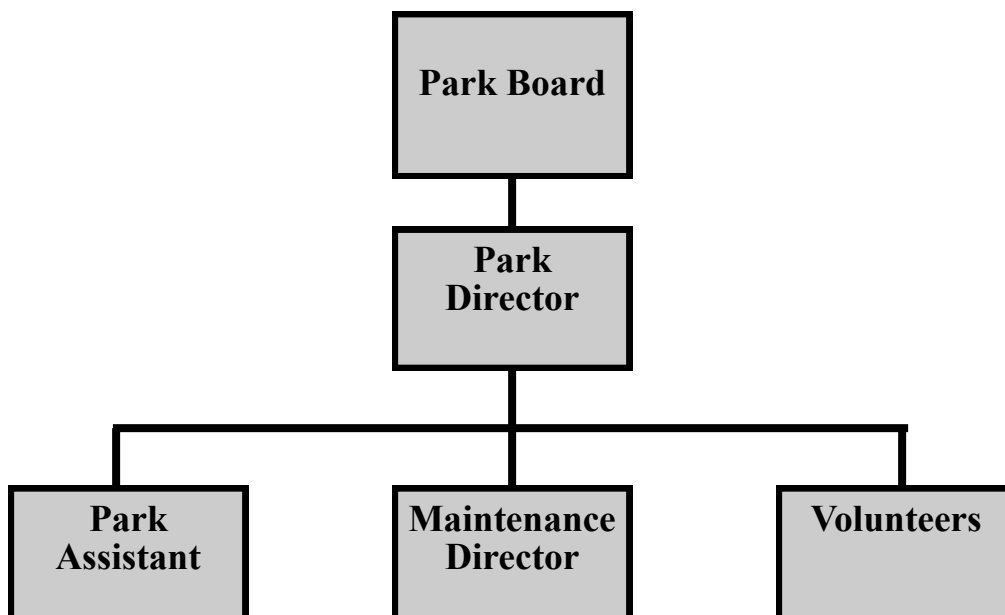 Park Board
Park
Director
Park
Assistant
Maintenance
Director
Volunteers